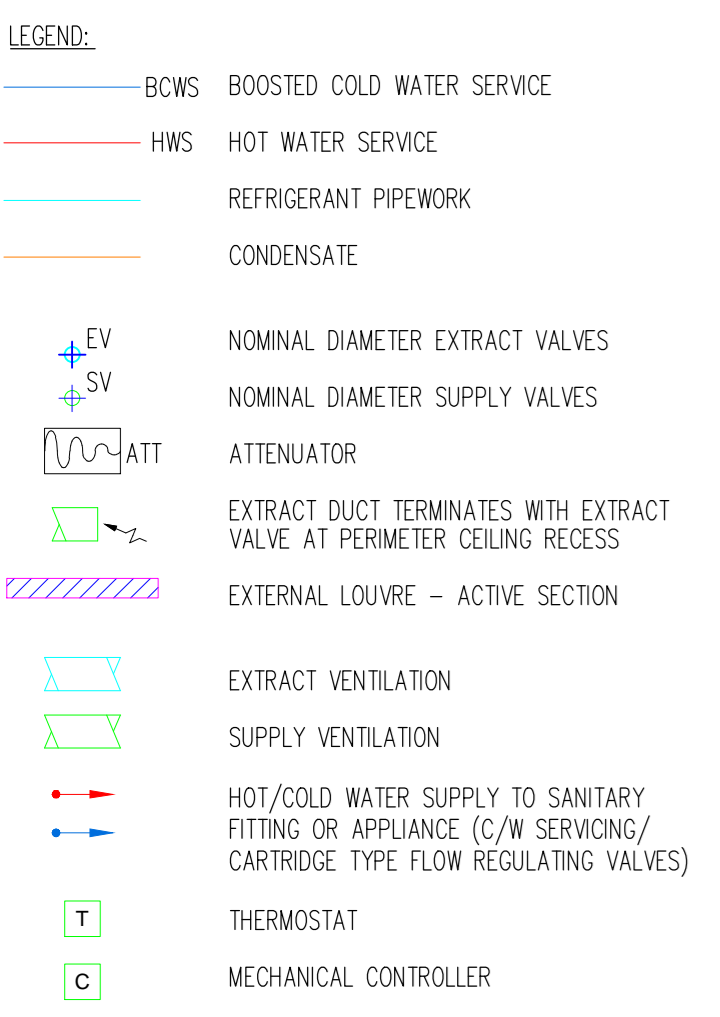 LEGEND:
BCWS BOOSTED COLD WATER SERVICE
HWS HOT WATER SERVICE
REFRIGERANT PIPEWORK
CONDENSATE
EV NOMINAL DIAMETER EXTRACT VALVES
SV NOMINAL DIAMETER SUPPLY VALVES
ATT ATTENUATOR
EXTRACT DUCT TERMINATES WITH EXTRACT
VALVE AT PERIMETER CEILING RECESS
EXTERNAL LOUVRE – ACTIVE SECTION
EXTRACT VENTILATION
SUPPLY VENTILATION
HOT/COLD WATER SUPPLY TO SANITARY
FITTING OR APPLIANCE (C/W SERVICING/
CARTRIDGE TYPE FLOW REGULATING VALVES)
T THERMOSTAT
C MECHANICAL CONTROLLER